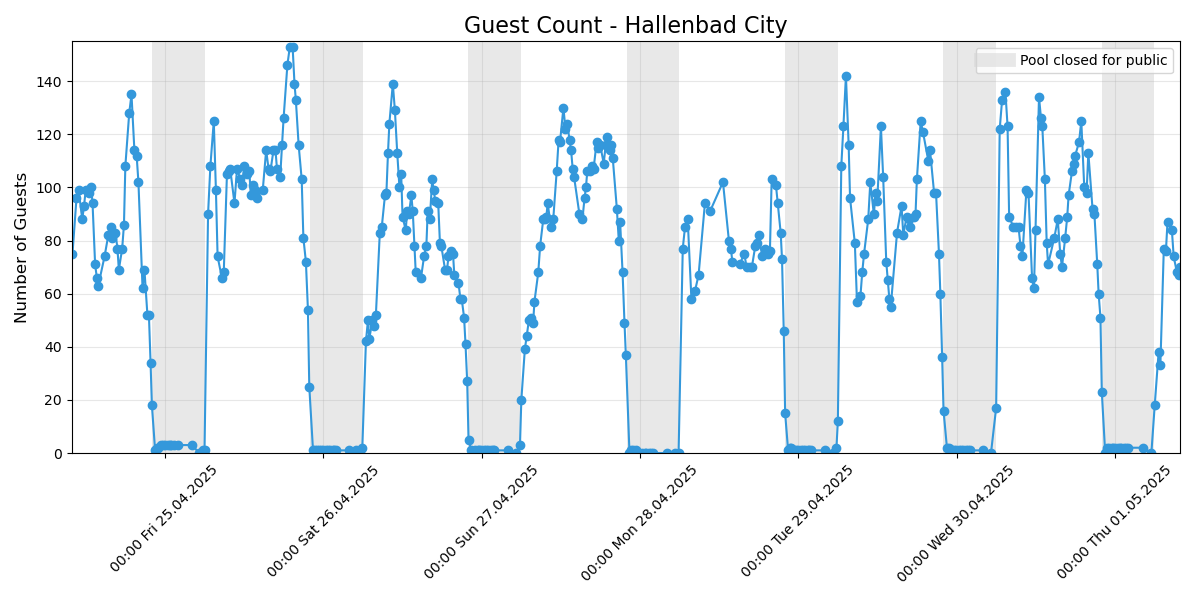 Guest Count - Hallenbad City
Pool closed for public
Number of Guests
140
120
100
80
60
40
20
0
00:00 Fri 25.04.2025
00:00 Sat 26.04.2025
00:00 Sun 27.04.2025
00:00 Mon 28.04.2025
00:00 Tue 29.04.2025
00:00 Wed 30.04.2025
00:00 Thu 01.05.2025